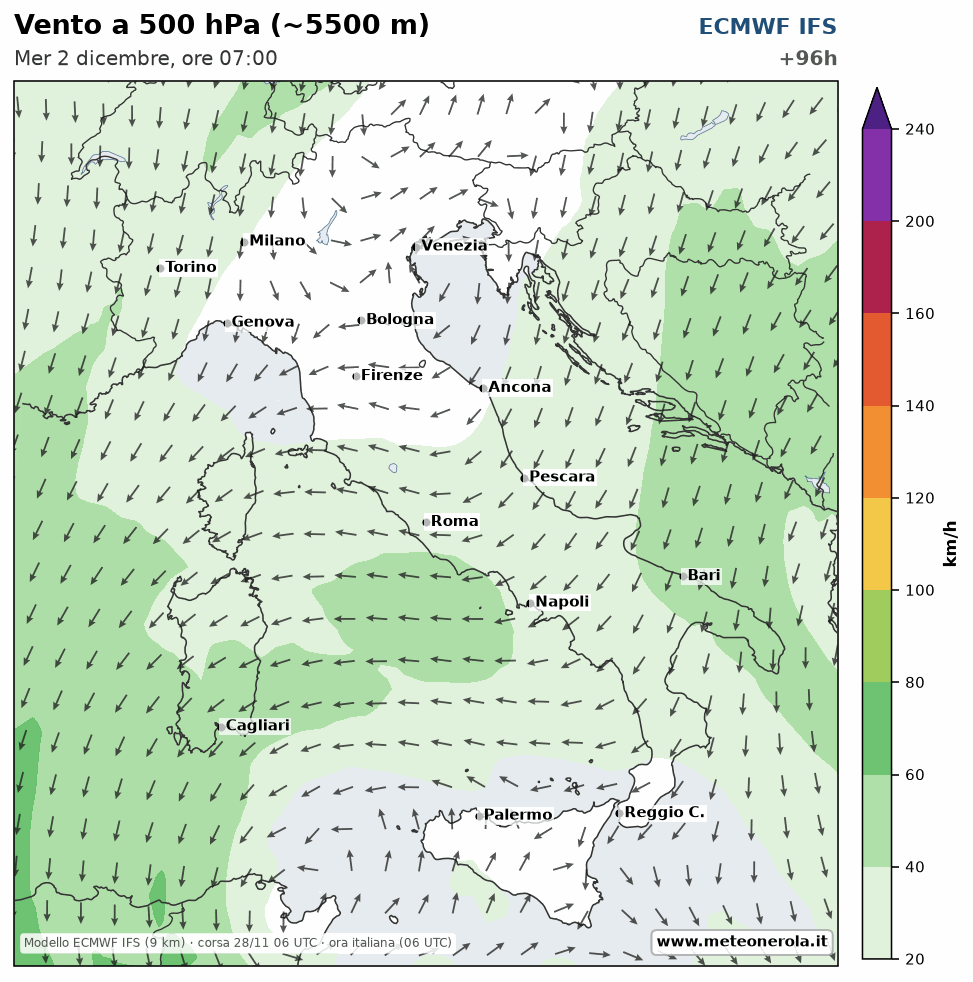 Vento a 500 hPa (~5500 m)
ECMWF IFS
Mer 2 dicembre, ore 07:00
+96h
240
200
160
140
120
100
80
60
40
20
km/h
Milano
Venezia
Torino
Genova
Bologna
Firenze
Ancona
Pescara
Roma
Bari
Napoli
Cagliari
Palermo
Reggio C.
Modello ECMWF IFS (9 km) · corsa 28/11 06 UTC · ora italiana (06 UTC)
www.meteonerola.it